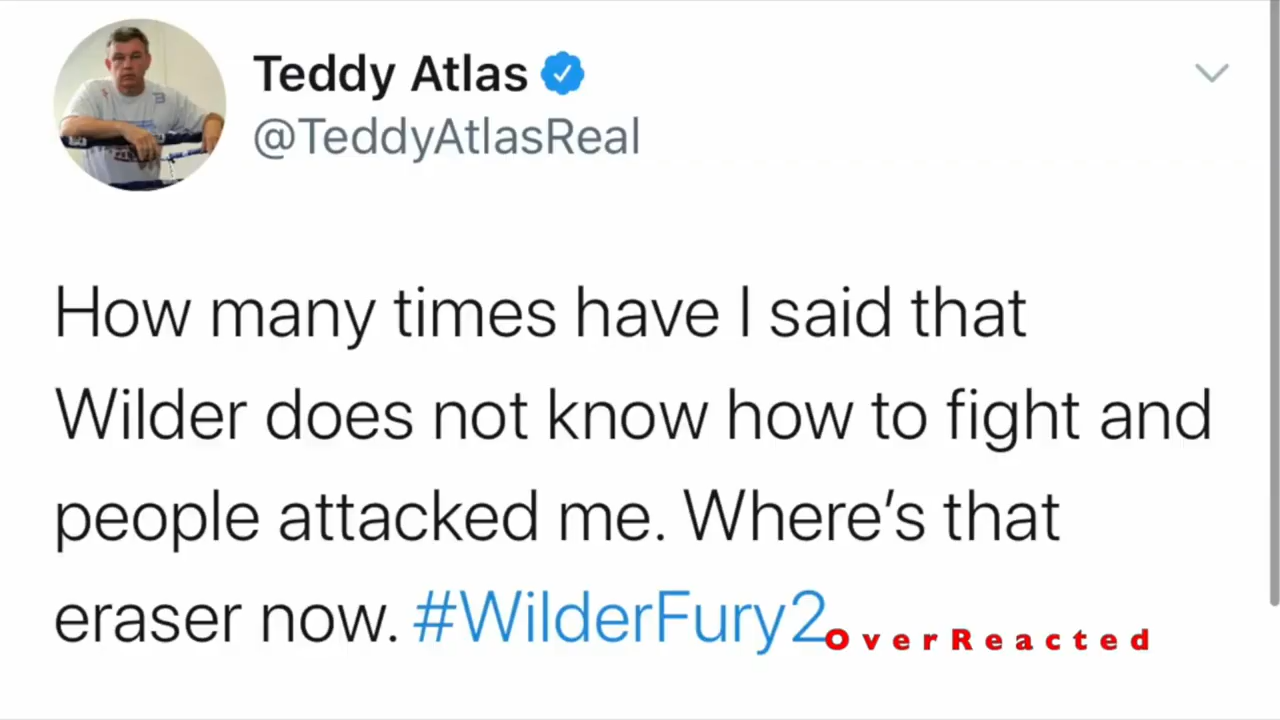 Teddy Atlas
@TeddyAtlasReal
How many times have I said that
Wilder does not know how to fight and
people attacked me. Where's that
eraser now. #WilderFury2
OverReacted